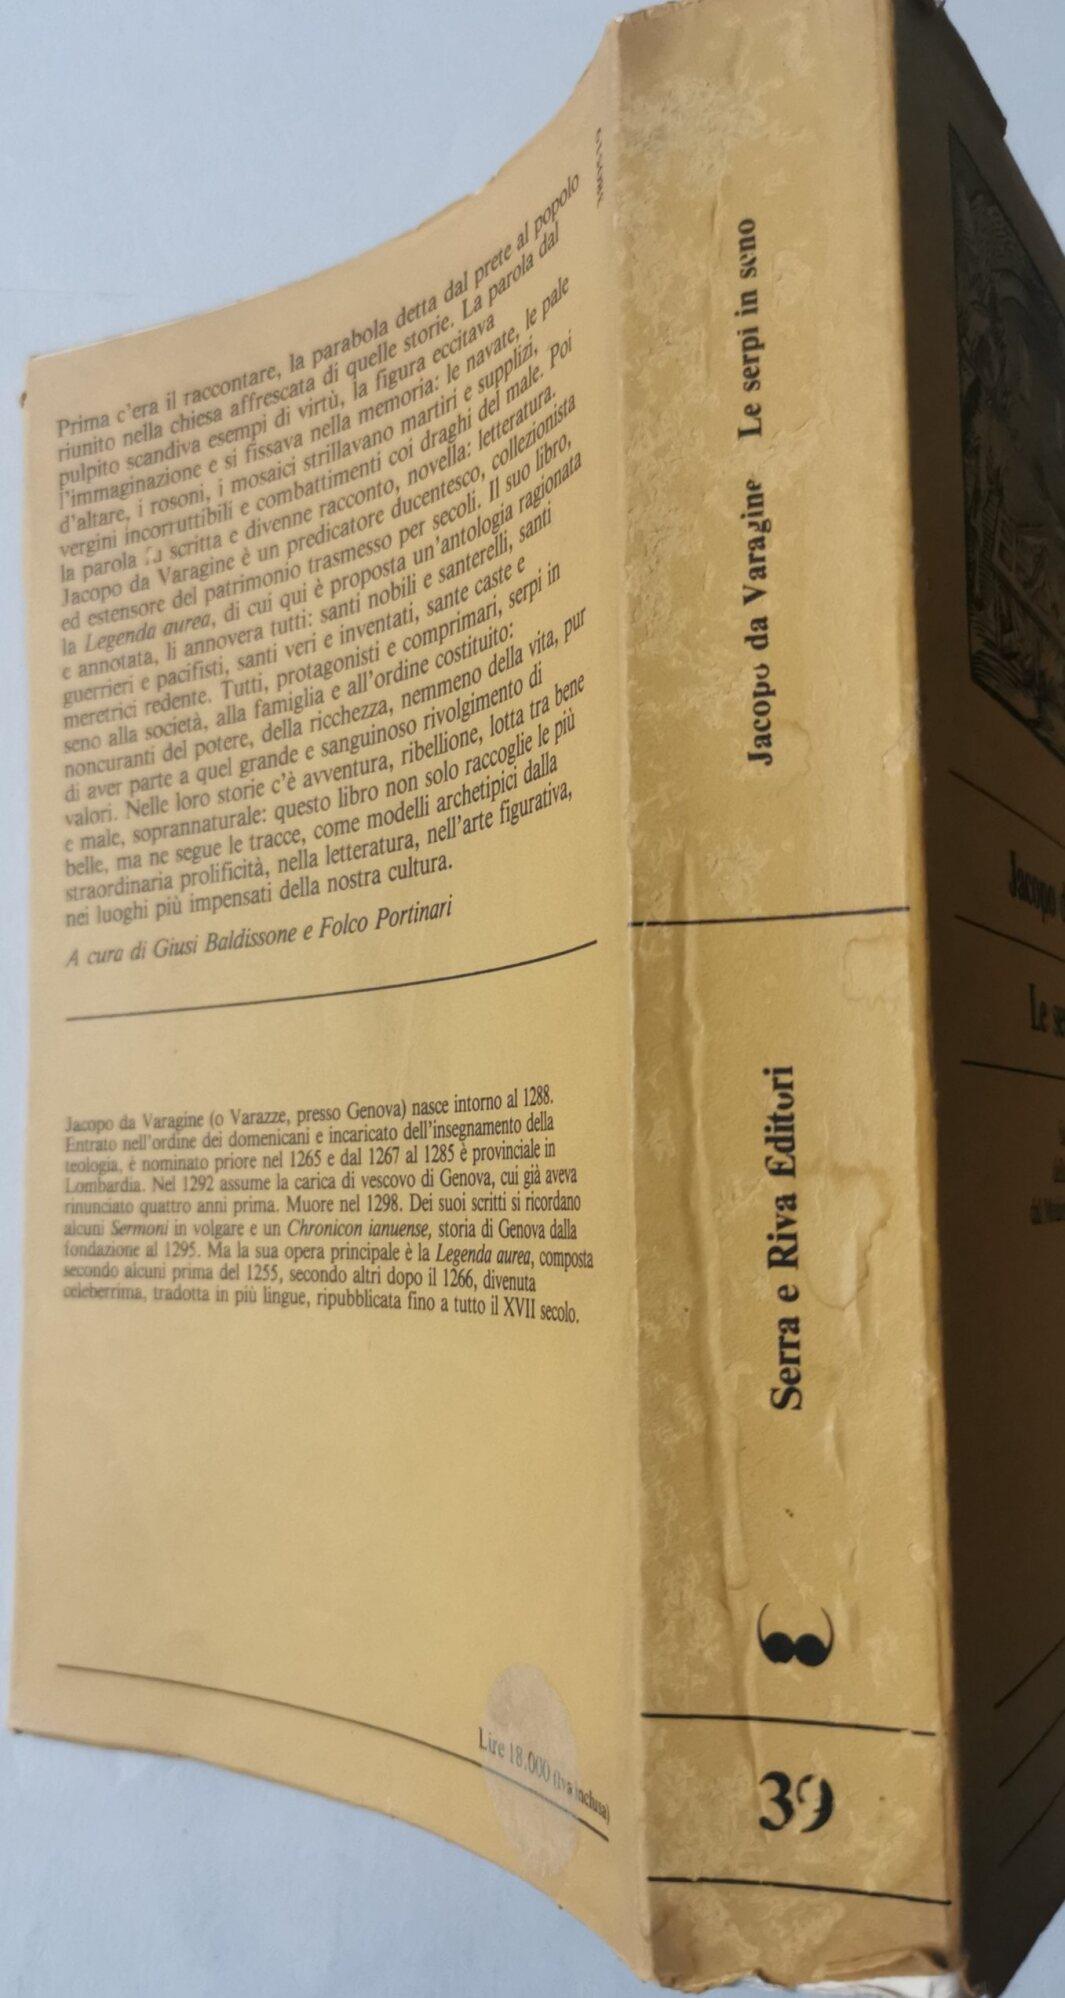 Prima c'era il raccontare, la parabola detta dal prete al popolo
riunito nella chiesa affrescata di quelle storie. La parola dal
pulpito scandiva esempi di virtù, la figura eccitava
l'immaginazione e si fissava nella memoria: le navate, le pale
d'altare, i rosoni, i mosaici strillavano martiri e supplizi,
vergini incorruttibili e combattimenti coi draghi del male. Poi
la parola fu scritta e divenne racconto, novella: letteratura.
Jacopo da Varagine è un predicatore ducentesco, collezionista
ed estensore del patrimonio trasmesso per secoli. Il suo libro,
la Legenda aurea, di cui qui è proposta un'antologia ragionata
e annotata, li annovera tutti: santi nobili e santerelli, santi
guerrieri e pacifisti, santi veri e inventati, sante caste e
meretrici redente. Tutti, protagonisti e comprimari, serpi in
seno alla società, alla famiglia e all'ordine costituito:
noncuranti del potere, della ricchezza, nemmeno della vita, pur
di aver parte a quel grande e sanguinoso rivolgimento di
valori. Nelle loro storie c'è avventura, ribellione, lotta tra bene
e male, soprannaturale: questo libro non solo raccoglie le più
belle, ma ne segue le tracce, come modelli archetipici dalla
straordinaria prolificità, nella letteratura, nell'arte figurativa,
nei luoghi più impensati della nostra cultura.
A cura di Giusi Baldissone e Folco Portinari
Jacopo da Varagine (o Varazze, presso Genova) nasce intorno al 1288.
Entrato nell'ordine dei domenicani e incaricato dell'insegnamento della
teologia, è nominato priore nel 1265 e dal 1267 al 1285 è provinciale in
Lombardia. Nel 1292 assume la carica di vescovo di Genova, cui già aveva
rinunciato quattro anni prima. Muore nel 1298. Dei suoi scritti si ricordano
alcuni Sermoni in volgare e un Chronicon ianuense, storia di Genova dalla
fondazione al 1295. Ma la sua opera principale è la Legenda aurea, composta
secondo alcuni prima del 1255, secondo altri dopo il 1266, divenuta
celeberrima, tradotta in più lingue, ripubblicata fino a tutto il XVII secolo.
Lire 18.000 (Iva inclusa)
Jacopo da Varagine Le serpi in seno
Serra e Riva Editori
39
Jacopo
Le